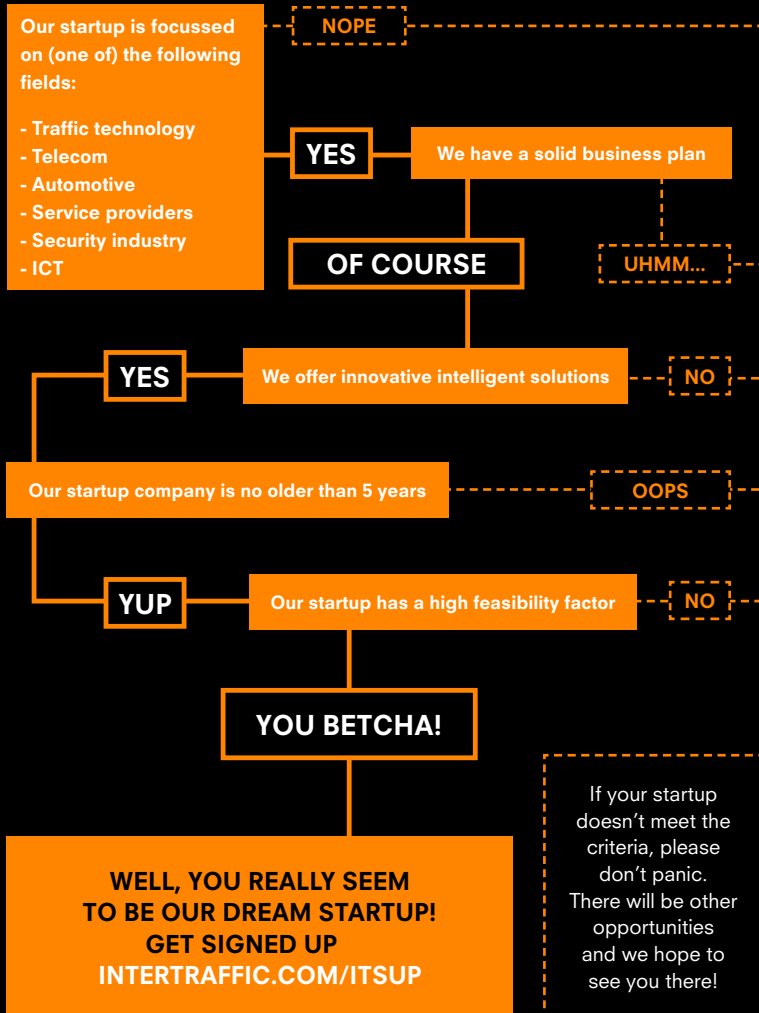 Our startup is focussed
on (one of) the following
fields:
- Traffic technology
- Telecom
- Automotive
- Service providers
- Security industry
- ICT
NOPE
YES
We have a solid business plan
OF COURSE
UHMM...
YES
We offer innovative intelligent solutions
NO
Our startup company is no older than 5 years
OOPS
YUP
Our startup has a high feasibility factor
NO
YOU BETCHA!
WELL, YOU REALLY SEEM
TO BE OUR DREAM STARTUP!
GET SIGNED UP
INTERTRAFFIC.COM/ITSUP
If your startup
doesn’t meet the
criteria, please
don’t panic.
There will be other
opportunities
and we hope to
see you there!